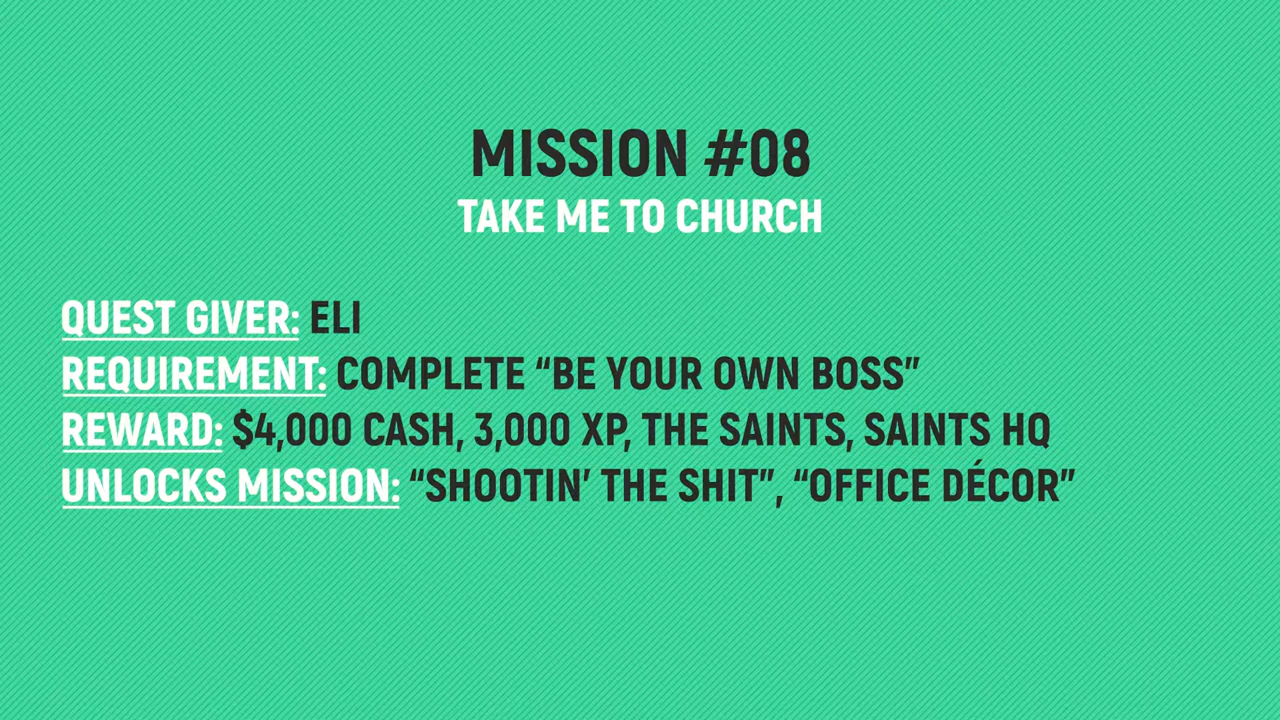 MISSION #08
TAKE ME TO CHURCH
QUEST GIVER: ELI
REQUIREMENT: COMPLETE “BE YOUR OWN BOSS”
REWARD: $4,000 CASH, 3,000 XP, THE SAINTS, SAINTS HQ
UNLOCKS MISSION: “SHOOTIN’ THE SHIT”, “OFFICE DÉCOR”